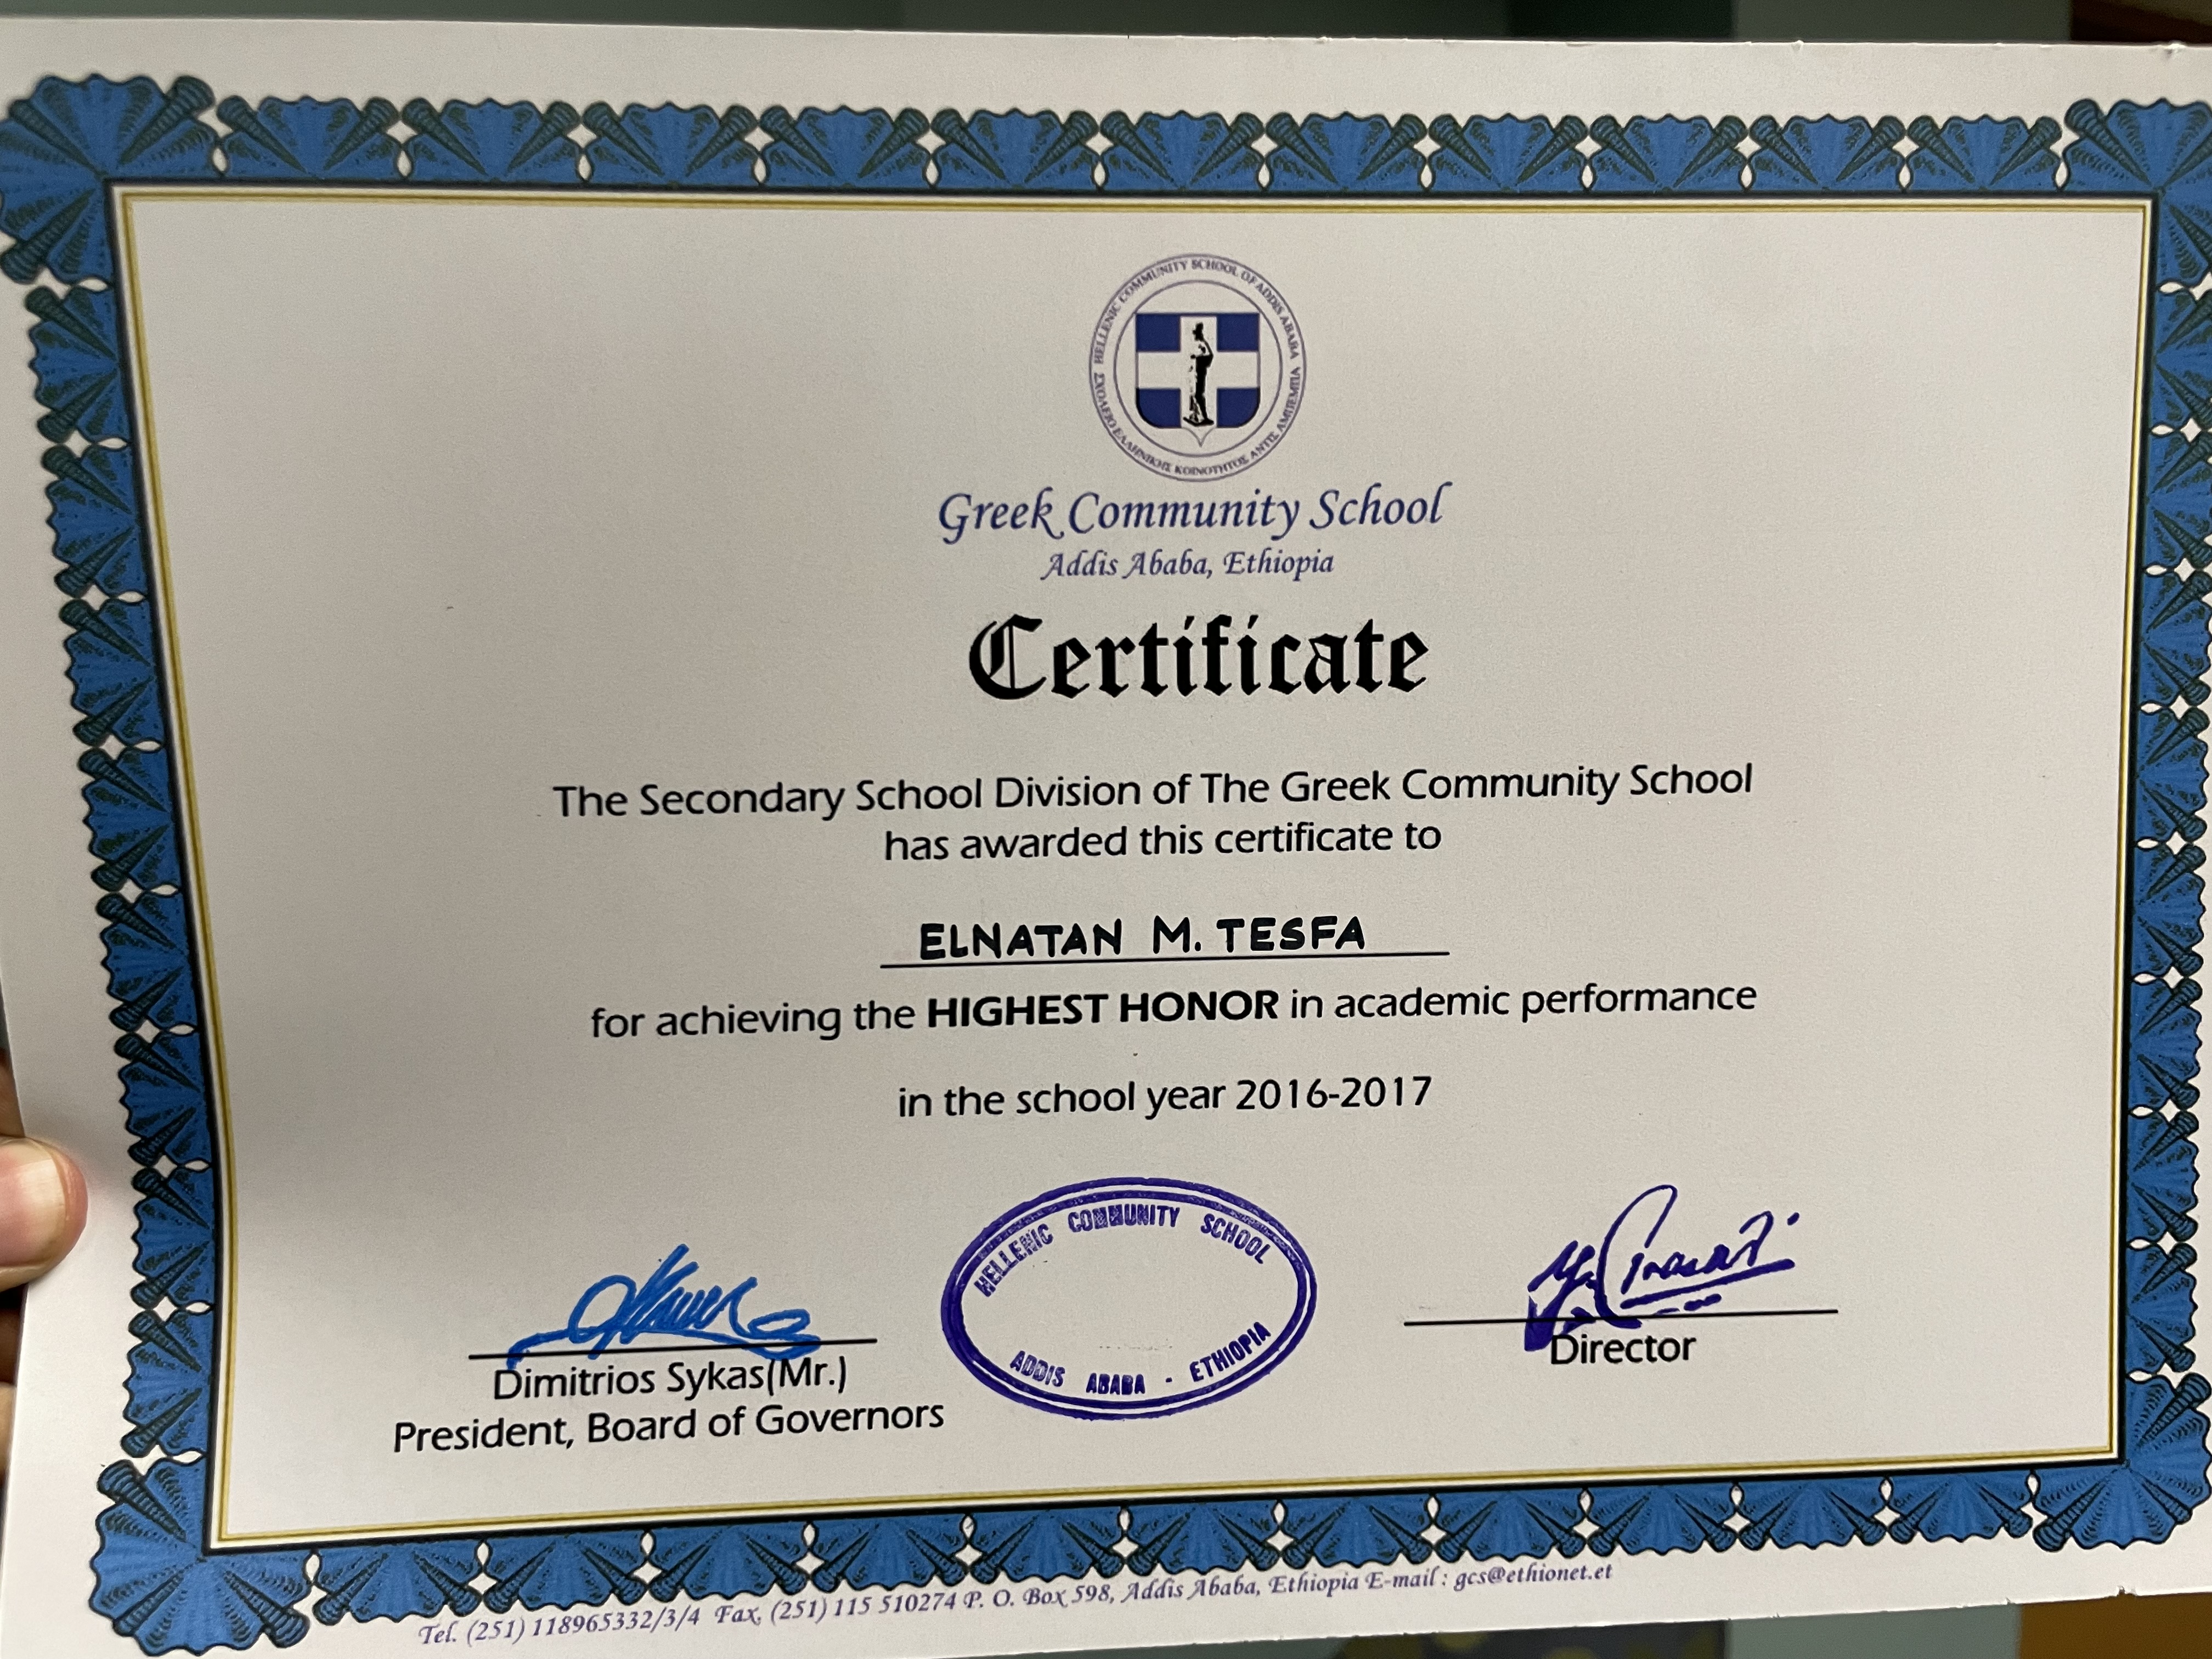 HELLENIC COMMUNITY SCHOOL OF ADDIS ABABA
ΣΧΟΛΕΙΟ ΕΛΛΗΝΙΚΗΣ ΚΟΙΝΟΤΗΤΟΣ ΑΝΤΙΣ ΑΜΠΕΜΠΑ
Greek Community School
Addis Ababa, Ethiopia
Certificate
The Secondary School Division of The Greek Community School
has awarded this certificate to
ELNATAN M. TESFA
for achieving the HIGHEST HONOR in academic performance
in the school year 2016-2017
HELLENIC COMMUNITY SCHOOL
ADDIS ABABA - ETHIOPIA
Dimitrios Sykas(Mr.)
President, Board of Governors
Director
Tel. (251) 118965332/3/4 Fax, (251) 115 510274 P. O. Box 598, Addis Ababa, Ethiopia E-mail : gcs@ethionet.et